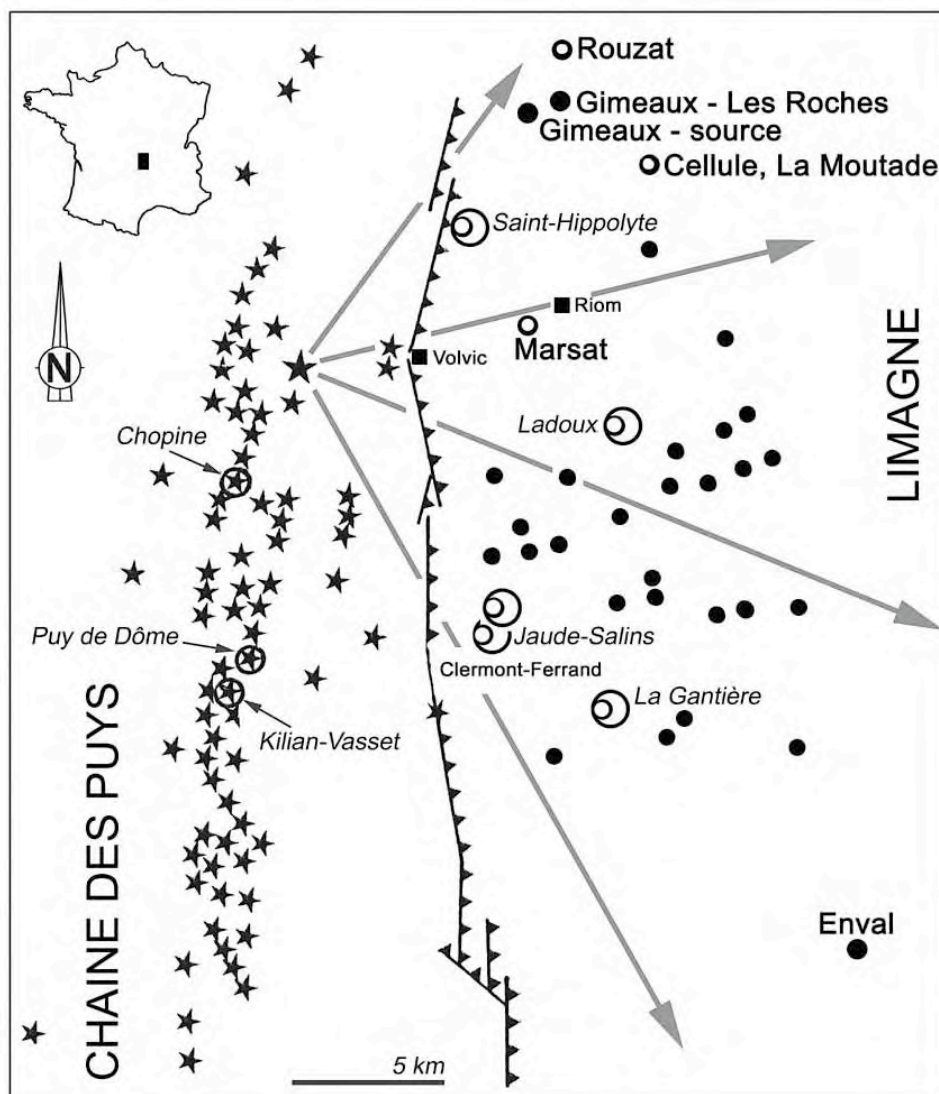 Rouzat
Gimeaux - Les Roches
Gimeaux - source
Cellule, La Moutade
Saint-Hippolyte
N
Riom
Marsat
Volvic
LIMAGNE
Chopine
Ladoux
Puy de Dôme
Jaude-Salins
Clermont-Ferrand
La Gantière
Kilian-Vasset
CHAINE DES PUYS
Enval
5 km